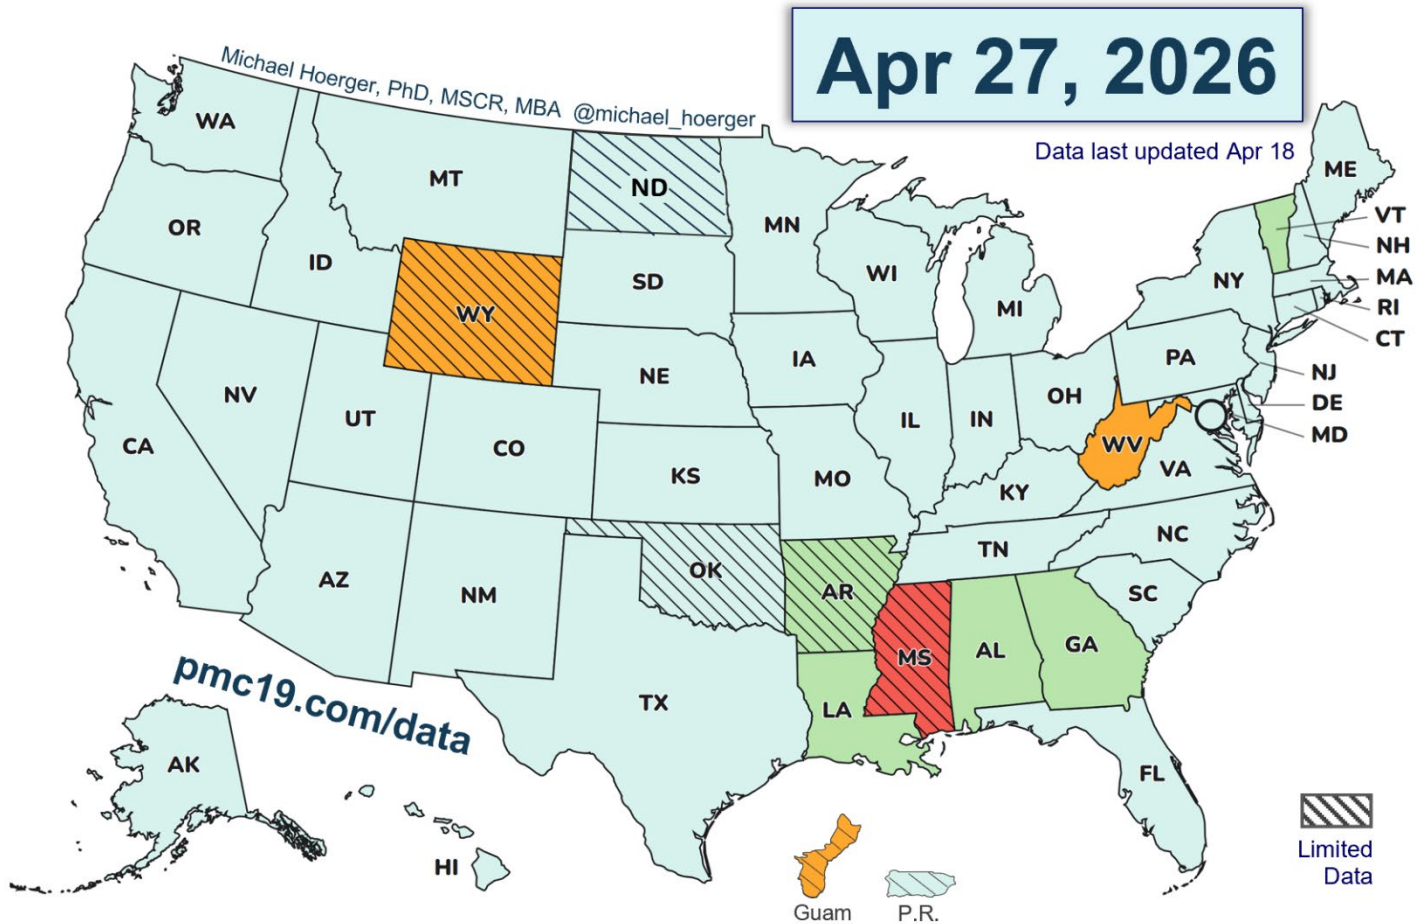 Apr 27, 2026
Michael Hoerger, PhD, MSCR, MBA @michael_hoerger
Data last updated Apr 18
WA
MT
ND
MN
ME
VT
NH
MA
RI
CT
OR
ID
WY
SD
WI
MI
NY
PA
NJ
DE
MD
NV
UT
CO
NE
IA
IL
IN
OH
WV
VA
CA
KS
MO
KY
NC
TN
SC
AZ
NM
OK
AR
MS
AL
GA
TX
LA
FL
pmc19.com/data
AK
HI
Guam
P.R.
Limited
Data